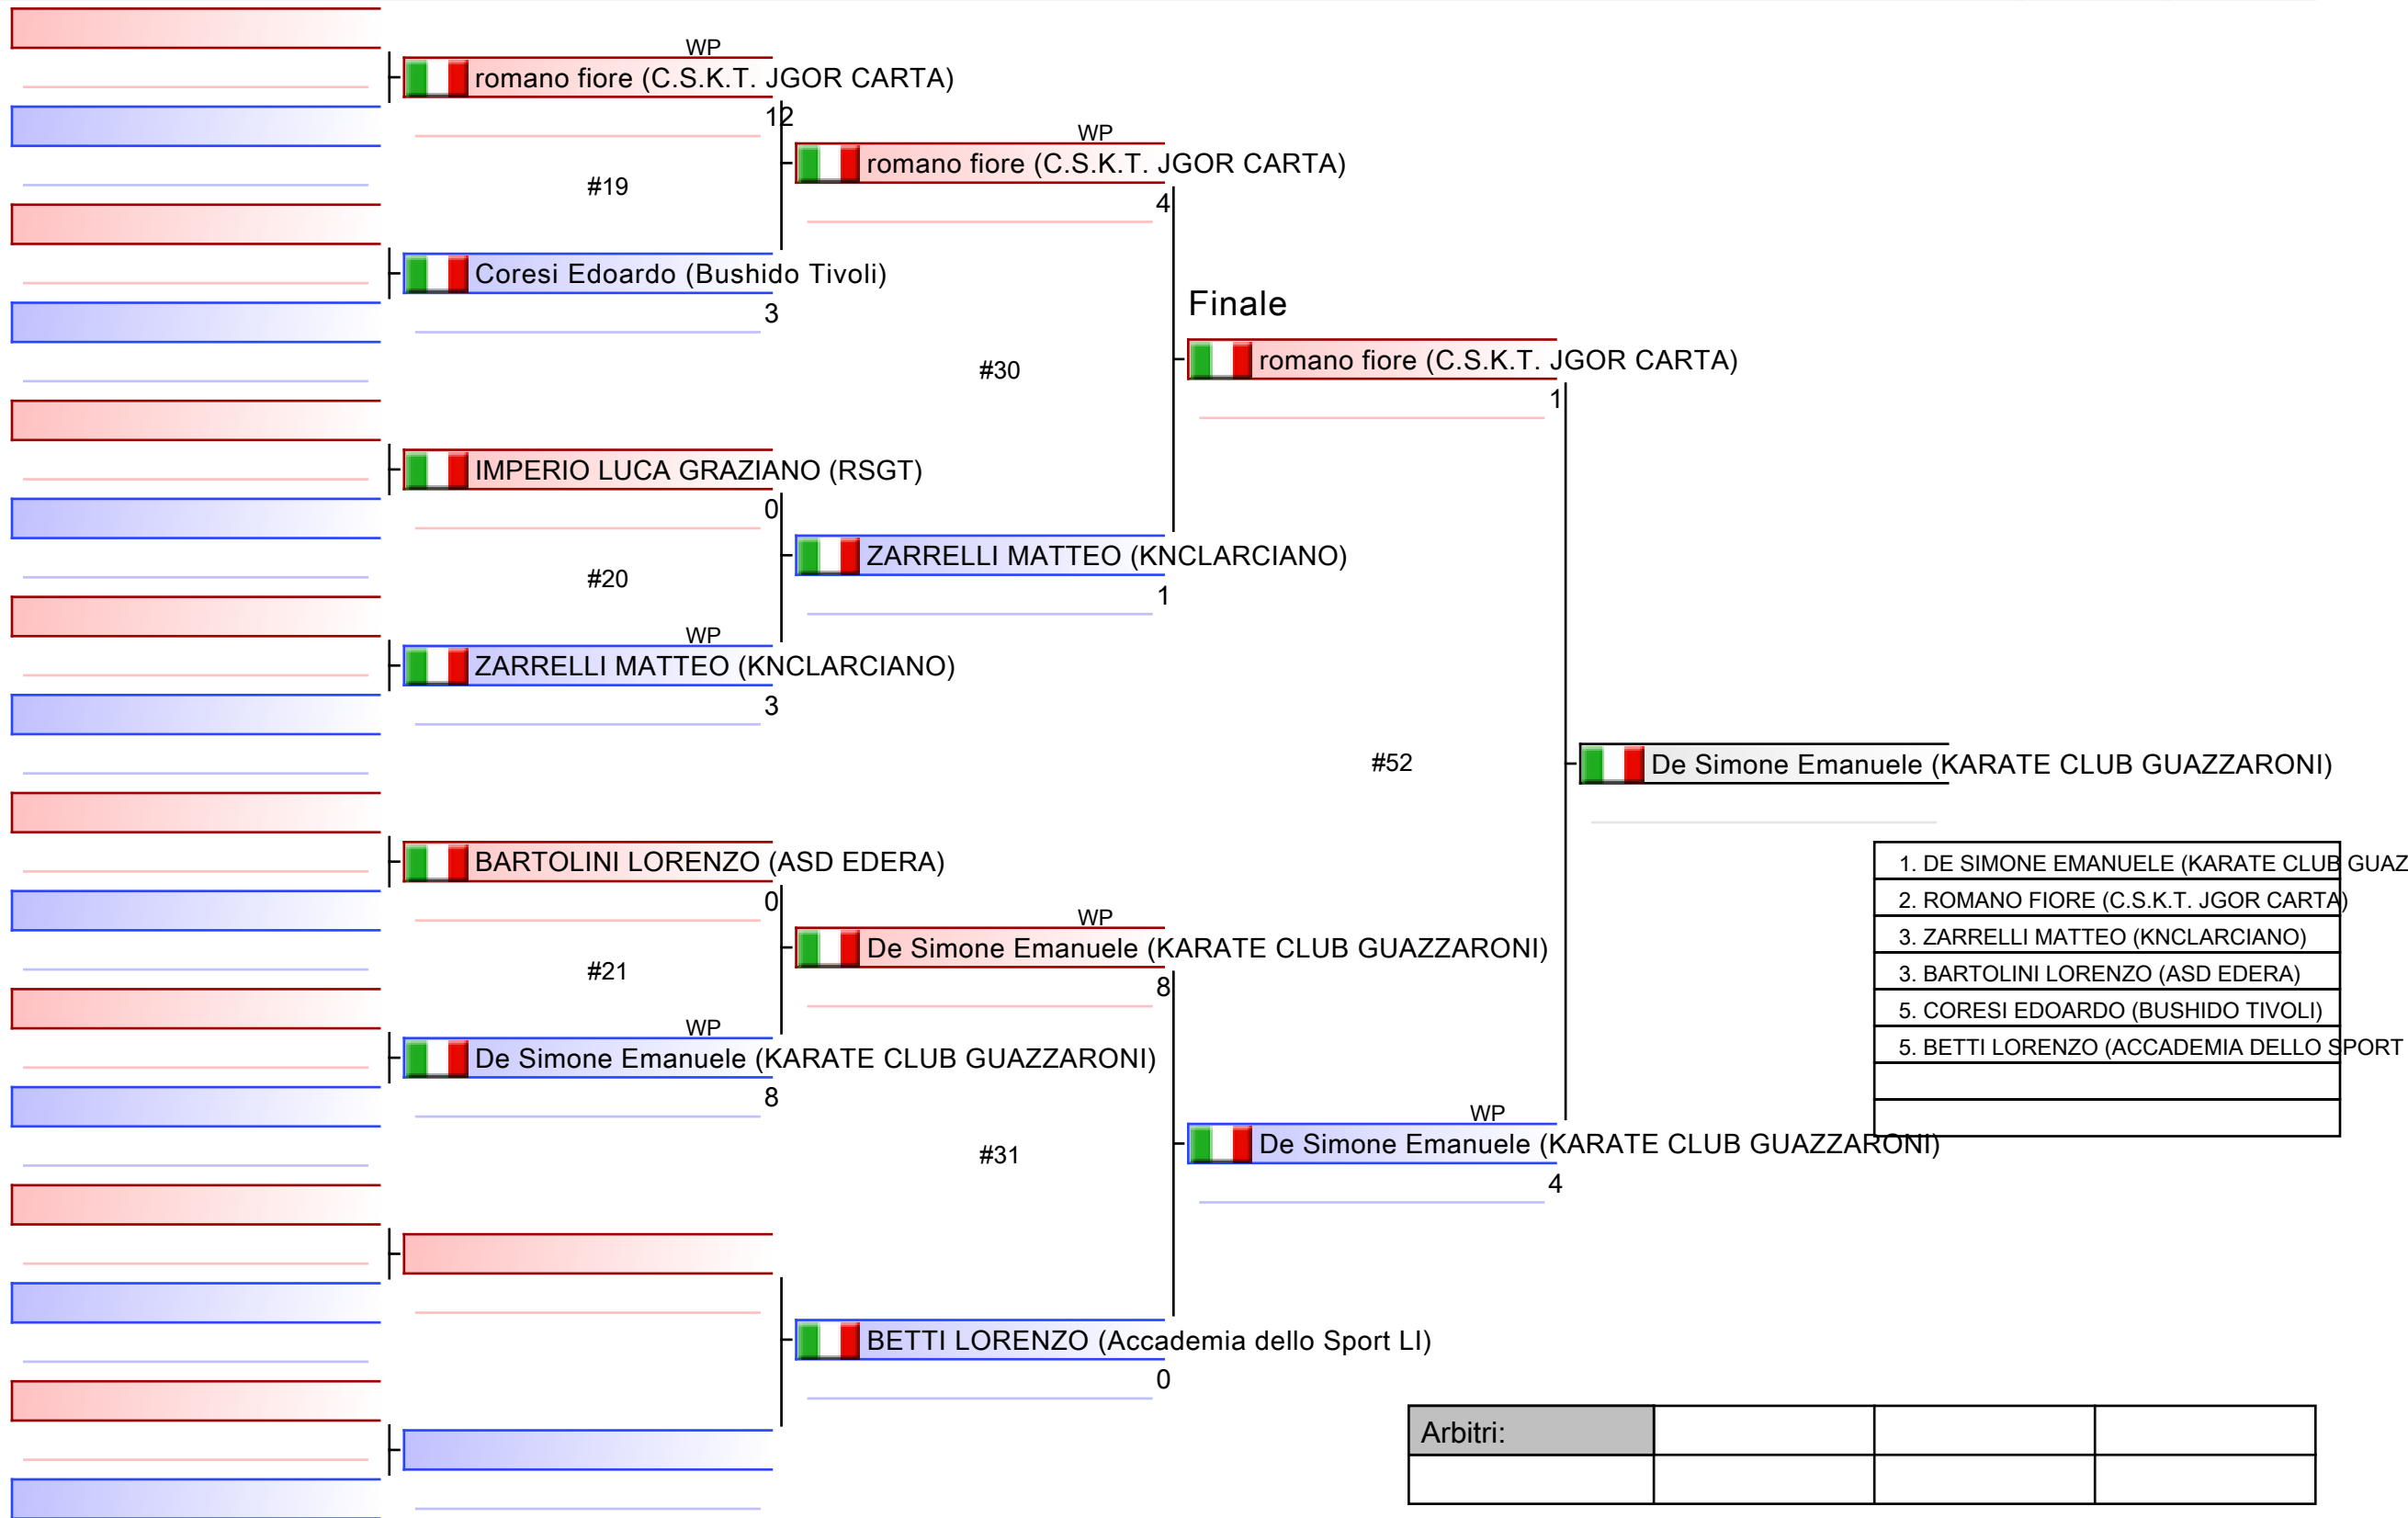 WP
romano fiore (C.S.K.T. JGOR CARTA)
12
WP
romano fiore (C.S.K.T. JGOR CARTA)
4
#19
Coresi Edoardo (Bushido Tivoli)
3
Finale
romano fiore (C.S.K.T. JGOR CARTA)
1
#30
IMPERIO LUCA GRAZIANO (RSGT)
0
ZARRELLI MATTEO (KNCLARCIANO)
1
#20
WP
ZARRELLI MATTEO (KNCLARCIANO)
3
#52
De Simone Emanuele (KARATE CLUB GUAZZARONI)
BARTOLINI LORENZO (ASD EDERA)
0
1. DE SIMONE EMANUELE (KARATE CLUB GUAZ
2. ROMANO FIORE (C.S.K.T. JGOR CARTA)
3. ZARRELLI MATTEO (KNCLARCIANO)
3. BARTOLINI LORENZO (ASD EDERA)
5. CORESI EDOARDO (BUSHIDO TIVOLI)
5. BETTI LORENZO (ACCADEMIA DELLO SPORT
WP
De Simone Emanuele (KARATE CLUB GUAZZARONI)
8
#21
WP
De Simone Emanuele (KARATE CLUB GUAZZARONI)
8
WP
De Simone Emanuele (KARATE CLUB GUAZZARONI)
4
#31
BETTI LORENZO (Accademia dello Sport LI)
0
Arbitri: